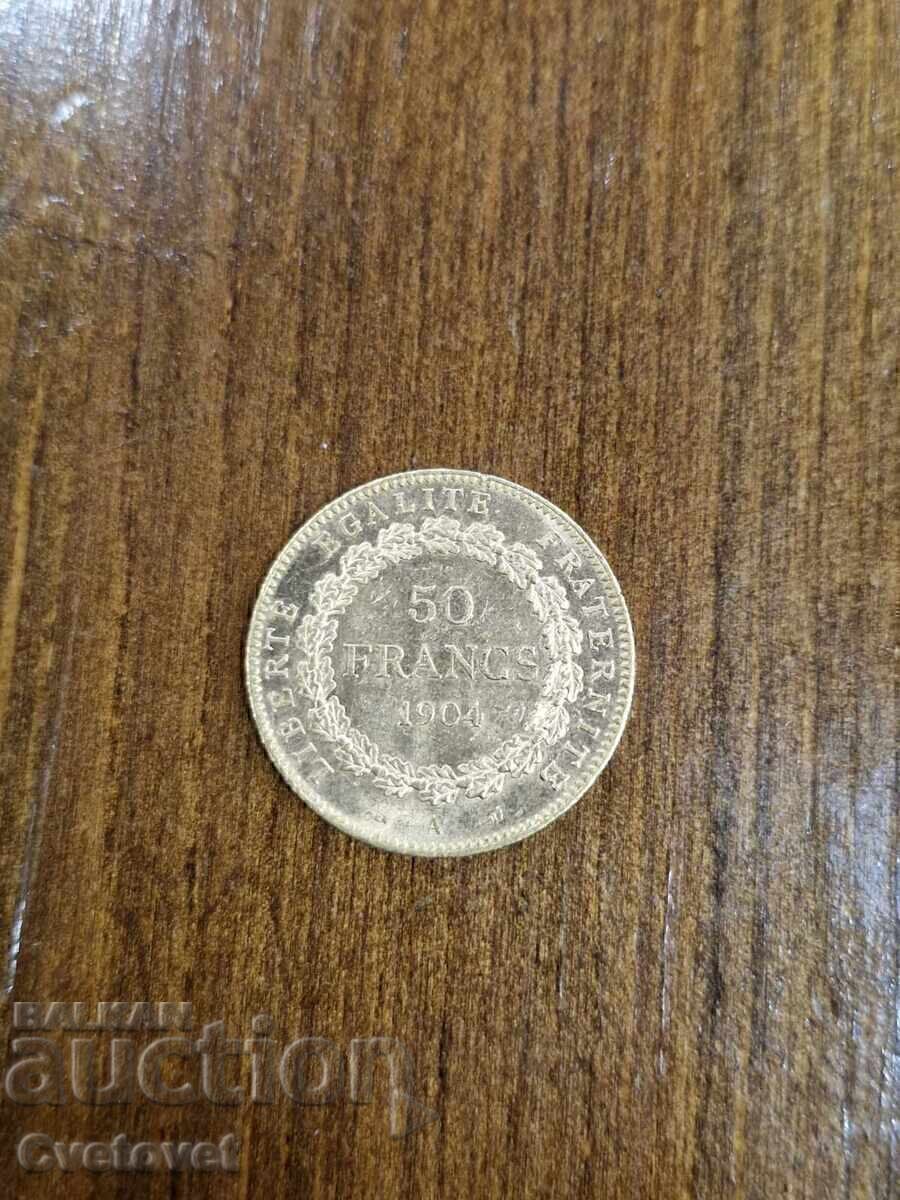 LIBERTE EGALITE FRATERNITE
50
FRANCS
1904
A
BALKAN
auction
Cvetovet